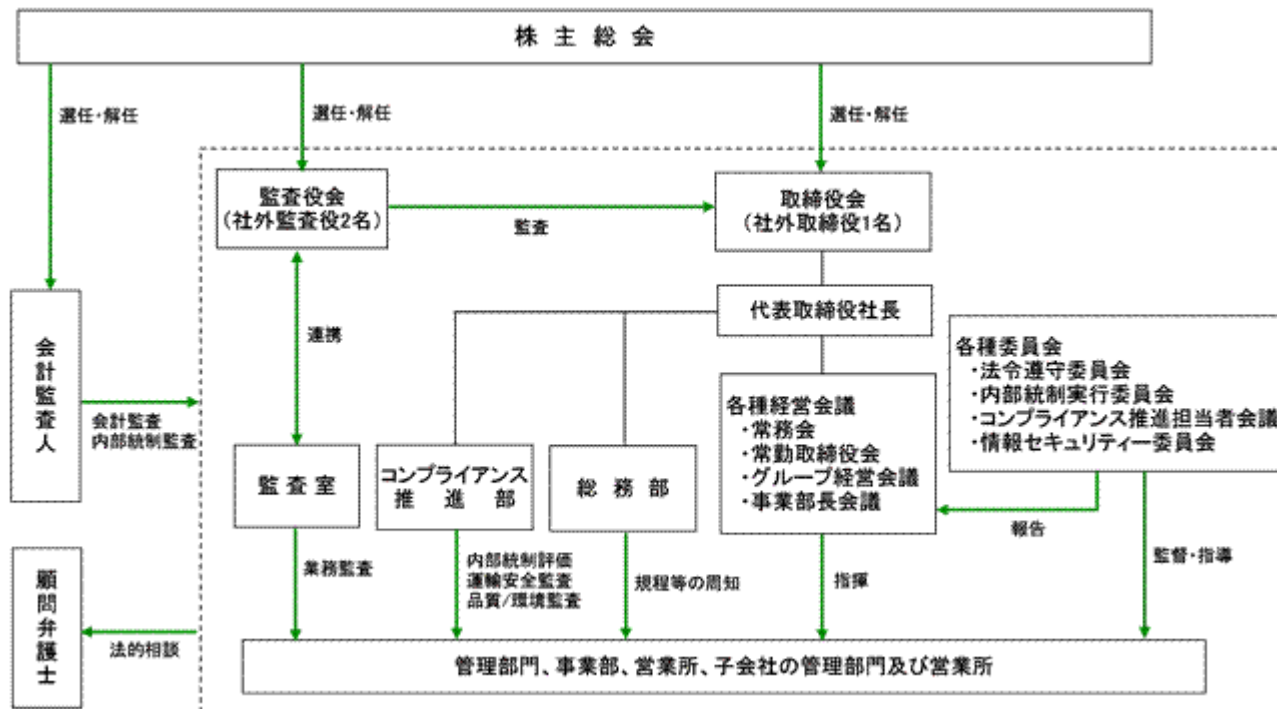 株主総会
選任・解任
選任・解任
選任・解任
監査役会
(社外監査役2名)
監査
取締役会
(社外取締役1名)
代表取締役社長
連携
会計監査人
会計監査
内部統制監査
各種委員会
・法令遵守委員会
・内部統制実行委員会
・コンプライアンス推進担当者会議
・情報セキュリティー委員会
各種経営会議
・常務会
・常勤取締役会
・グループ経営会議
・事業部長会議
監査室
コンプライアンス
推進部
総務部
報告
監督・指導
業務監査
内部統制評価
運輸安全監査
品質/環境監査
規程等の周知
指揮
顧問弁護士
法的相談
管理部門、事業部、営業所、子会社の管理部門及び営業所